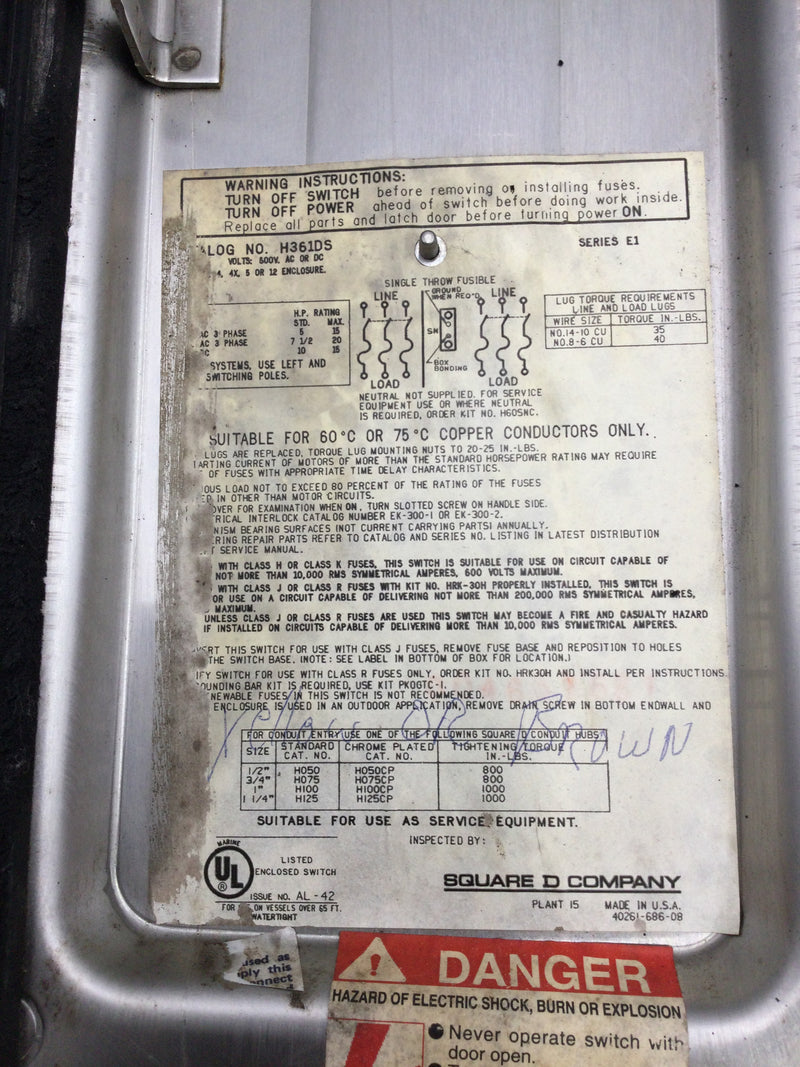 WARNING INSTRUCTIONS:
TURN OFF SWITCH before removing or installing fuses.
TURN OFF POWER ahead of switch before doing work inside.
Replace all parts and latch door before turning power ON.
ALOG NO. H361DS
SERIES E1
VOLTS: 600V. AC OR DC
4, 4X, 5 OR 12 ENCLOSURE.
SINGLE THROW FUSIBLE
LINE
GROUND WHEN REQ'D
LINE
SN
BOX BONDING
LOAD
LOAD
H.P. RATING
STD. MAX.
AC 3 PHASE 5 15
AC 3 PHASE 7 1/2 20
C 10 15
SYSTEMS, USE LEFT AND
SWITCHING POLES.
LUG TORQUE REQUIREMENTS
LINE AND LOAD LUGS
WIRE SIZE TORQUE IN.-LBS.
NO.14-10 CU 35
NO.8-6 CU 40
NEUTRAL NOT SUPPLIED. FOR SERVICE
EQUIPMENT USE OR WHERE NEUTRAL
IS REQUIRED, ORDER KIT NO. H60SNC.
SUITABLE FOR 60°C OR 75°C COPPER CONDUCTORS ONLY.
LUGS ARE REPLACED, TORQUE LUG MOUNTING NUTS TO 20-25 IN.-LBS.
ARTING CURRENT OF MOTORS OF MORE THAN THE STANDARD HORSEPOWER RATING MAY REQUIRE
OF FUSES WITH APPROPRIATE TIME DELAY CHARACTERISTICS.
OUS LOAD NOT TO EXCEED 80 PERCENT OF THE RATING OF THE FUSES
ED IN OTHER THAN MOTOR CIRCUITS.
OVER FOR EXAMINATION WHEN ON, TURN SLOTTED SCREW ON HANDLE SIDE.
RICAL INTERLOCK CATALOG NUMBER EK-300-1 OR EK-300-2.
NISM BEARING SURFACES (NOT CURRENT CARRYING PARTS) ANNUALLY.
RING REPAIR PARTS REFER TO CATALOG AND SERIES NO. LISTING IN LATEST DISTRIBUTION
T SERVICE MANUAL.
WITH CLASS H OR CLASS K FUSES, THIS SWITCH IS SUITABLE FOR USE ON CIRCUIT CAPABLE OF
NOT MORE THAN 10,000 RMS SYMMETRICAL AMPERES, 600 VOLTS MAXIMUM.
WITH CLASS J OR CLASS R FUSES WITH KIT NO. HRK-30H PROPERLY INSTALLED, THIS SWITCH IS
OR USE ON A CIRCUIT CAPABLE OF DELIVERING NOT MORE THAN 200,000 RMS SYMMETRICAL AMPERES,
MAXIMUM.
UNLESS CLASS J OR CLASS R FUSES ARE USED THIS SWITCH MAY BECOME A FIRE AND CASUALTY HAZARD
IF INSTALLED ON CIRCUITS CAPABLE OF DELIVERING MORE THAN 10,000 RMS SYMMETRICAL AMPERES.
ERT THIS SWITCH FOR USE WITH CLASS J FUSES, REMOVE FUSE BASE AND REPOSITION TO HOLES
THE SWITCH BASE. (NOTE: SEE LABEL IN BOTTOM OF BOX FOR LOCATION.)
IFY SWITCH FOR USE WITH CLASS R FUSES ONLY, ORDER KIT NO. HRK30H AND INSTALL PER INSTRUCTIONS.
OUNDING BAR KIT IS REQUIRED, USE KIT PK0GTC-1.
NEWABLE FUSES IN THIS SWITCH IS NOT RECOMMENDED.
ENCLOSURE IS USED IN AN OUTDOOR APPLICATION, REMOVE DRAIN SCREW IN BOTTOM ENDWALL AND
BROWN
FOR CONDUIT ENTRY USE ONE OF THE FOLLOWING SQUARE D CONDUIT HUBS
SIZE STANDARD CAT. NO. CHROME PLATED CAT. NO. TIGHTENING TORQUE IN.-LBS.
1/2" H050 H050CP 800
3/4" H075 H075CP 800
1" H100 H100CP 1000
1 1/4" H125 H125CP 1000
SUITABLE FOR USE AS SERVICE EQUIPMENT.
INSPECTED BY:
MARINE
UL
®
LISTED
ENCLOSED SWITCH
ISSUE NO. AL-42
FOR ON VESSELS OVER 65 FT.
WATERTIGHT
SQUARE D COMPANY
PLANT 15 MADE IN U.S.A.
40261-686-08
used as
ply this
nnect
DANGER
HAZARD OF ELECTRIC SHOCK, BURN OR EXPLOSION
Never operate switch with
door open.